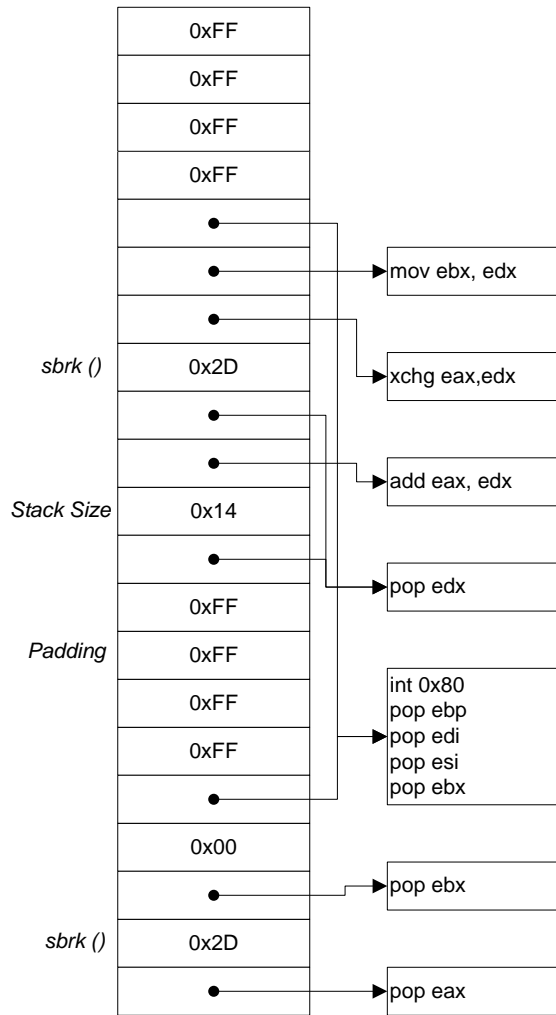 0xFF
0xFF
0xFF
0xFF
mov ebx, edx
sbrk ()
0x2D
xchg eax,edx
add eax, edx
Stack Size
0x14
pop edx
0xFF
Padding
0xFF
0xFF
0xFF
int 0x80
pop ebp
pop edi
pop esi
pop ebx
0x00
pop ebx
sbrk ()
0x2D
pop eax